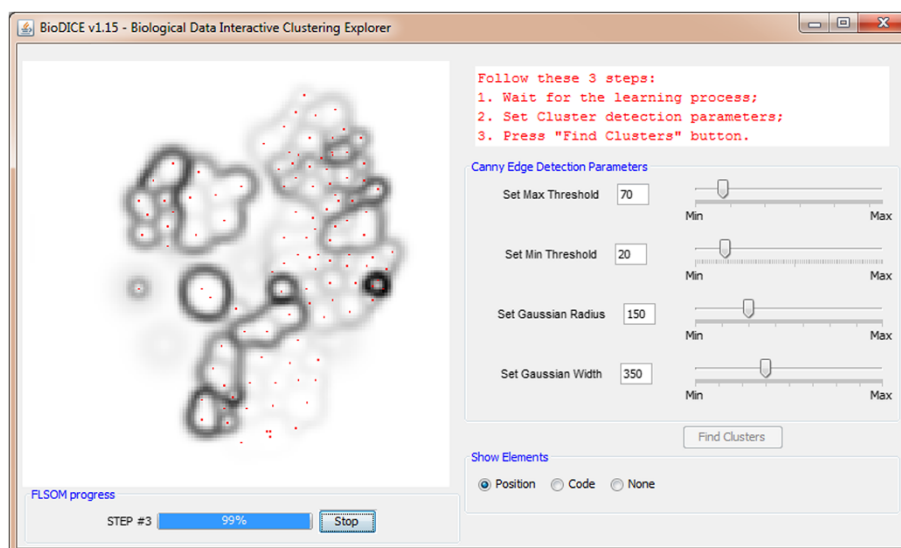 BioDICE v1.15 - Biological Data Interactive Clustering Explorer
Follow these 3 steps:
1. Wait for the learning process;
2. Set Cluster detection parameters;
3. Press "Find Clusters" button.
Canny Edge Detection Parameters
Set Max Threshold 70
Min Max
Set Min Threshold 20
Min Max
Set Gaussian Radius 150
Min Max
Set Gaussian Width 350
Min Max
Find Clusters
Show Elements
Position Code None
FLSOM progress
STEP #3 99% Stop